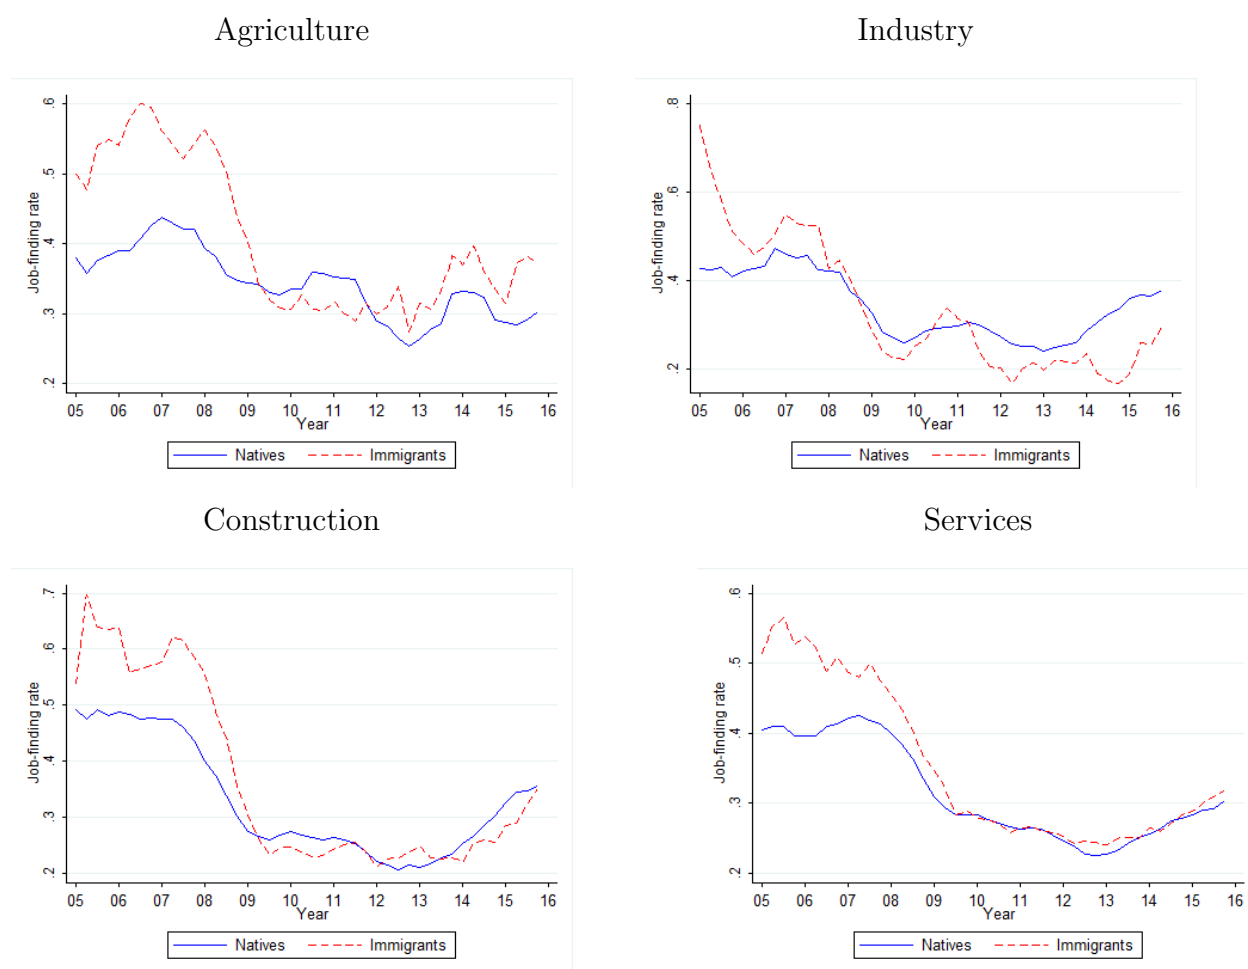 Agriculture
Job-finding rate
.6
.5
.4
.3
.2
05 06 07 08 09 10 11 12 13 14 15 16
Year
Natives Immigrants
Industry
Job-finding rate
.8
.6
.4
.2
05 06 07 08 09 10 11 12 13 14 15 16
Year
Natives Immigrants
Construction
Job-finding rate
.7
.6
.5
.4
.3
.2
05 06 07 08 09 10 11 12 13 14 15 16
Year
Natives Immigrants
Services
Job-finding rate
.6
.5
.4
.3
.2
05 06 07 08 09 10 11 12 13 14 15 16
Year
Natives Immigrants